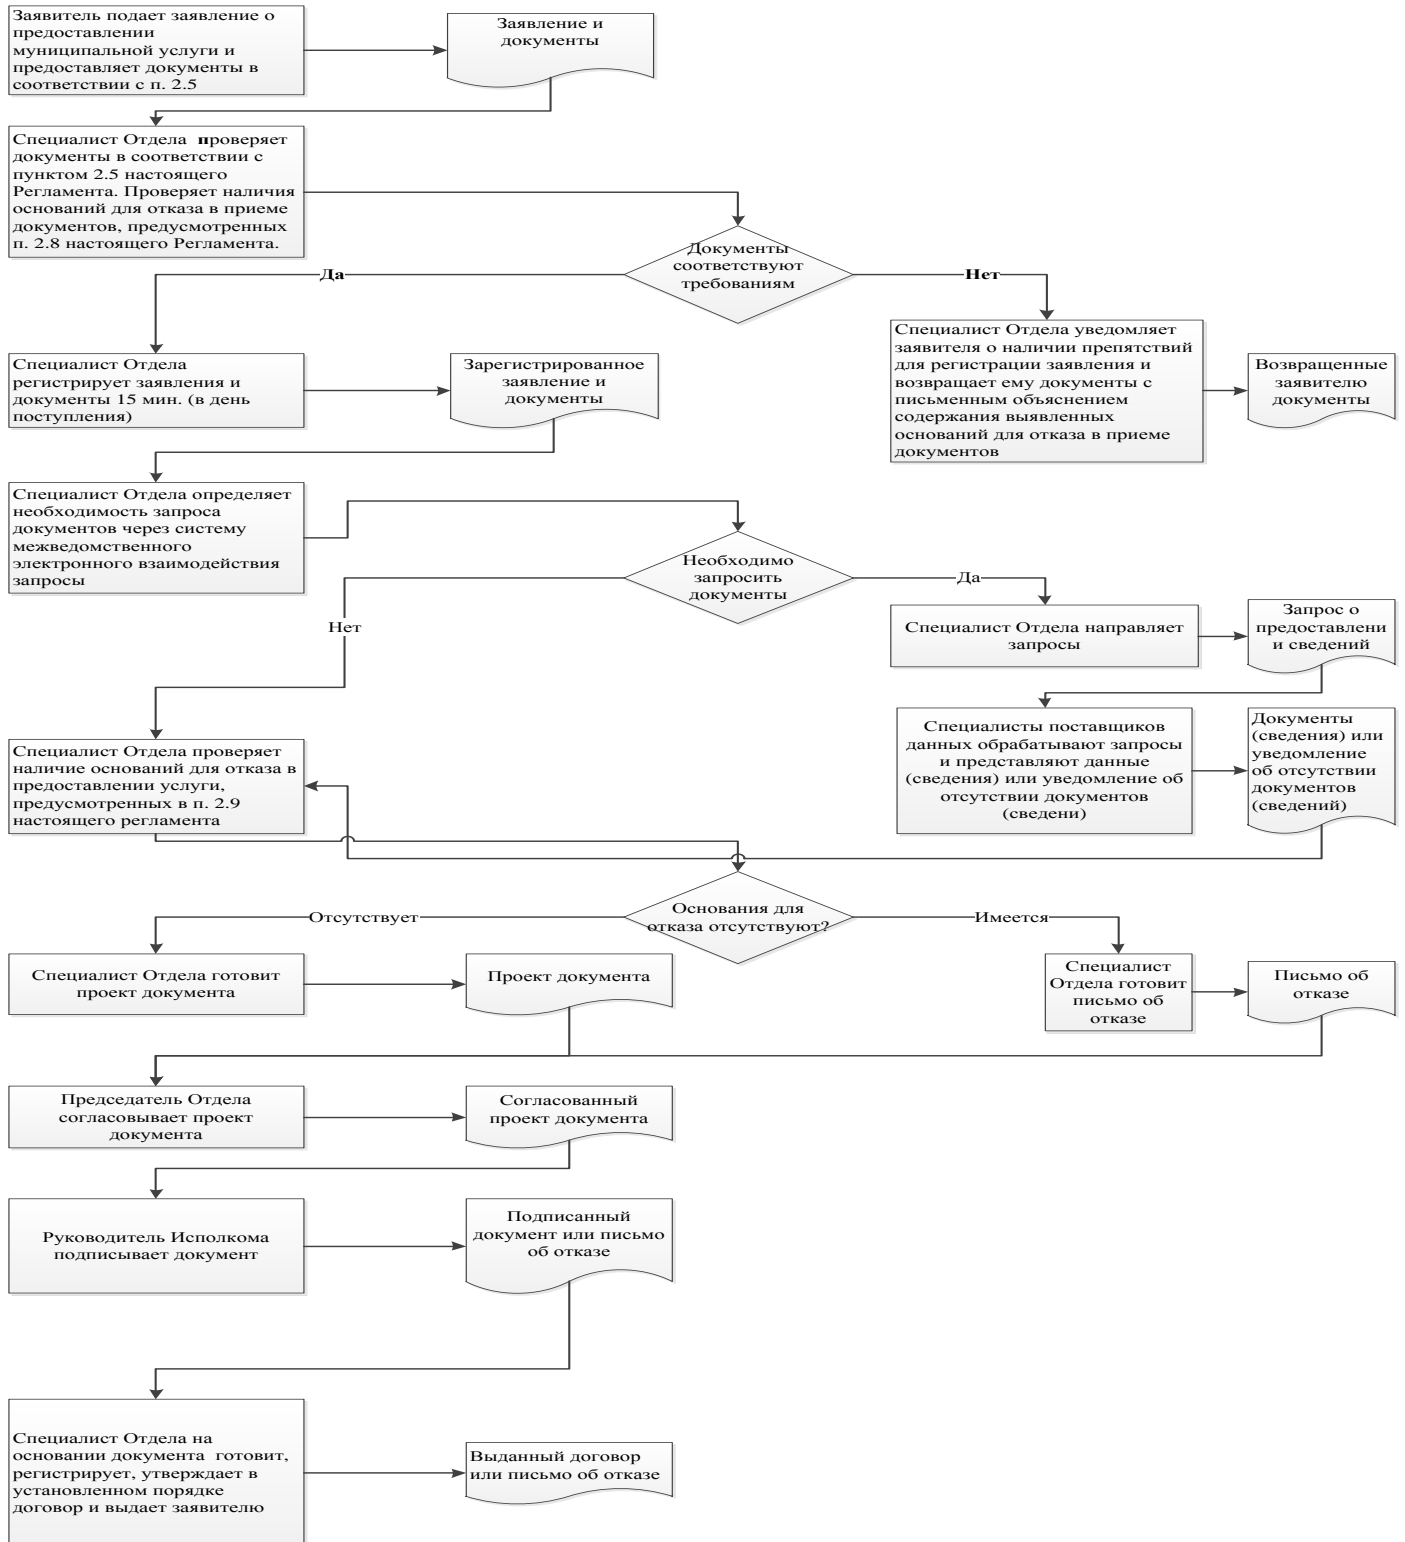 Заявитель подает заявление о
предоставлении
муниципальной услуги и
предоставляет документы в
соответствии с п. 2.5
Заявление и
документы
Специалист Отдела проверяет
документы в соответствии с
пунктом 2.5 настоящего
Регламента. Проверяет наличия
оснований для отказа в приеме
документов, предусмотренных
п. 2.8 настоящего Регламента.
Документы
соответствуют
требованиям
Да
Нет
Специалист Отдела
регистрирует заявления и
документы 15 мин. (в день
поступления)
Зарегистрированное
заявление и
документы
Специалист Отдела уведомляет
заявителя о наличии препятствий
для регистрации заявления и
возвращает ему документы с
письменным объяснением
содержания выявленных
оснований для отказа в приеме
документов
Возвращенные
заявителю
документы
Специалист Отдела определяет
необходимость запроса
документов через систему
межведомственного
электронного взаимодействия
запросы
Необходимо
запросить
документы
Да
Нет
Специалист Отдела направляет
запросы
Запрос о
предоставлени
и сведений
Специалисты поставщиков
данных обрабатывают запросы
и представляют данные
(сведения) или уведомление об
отсутствии документов
(сведени)
Документы
(сведения) или
уведомление
об отсутствии
документов
(сведений)
Специалист Отдела проверяет
наличие оснований для отказа в
предоставлении услуги,
предусмотренных в п. 2.9
настоящего регламента
Основания для
отказа отсутствуют?
Отсутствует
Имеется
Специалист Отдела готовит
проект документа
Проект документа
Специалист
Отдела готовит
письмо об
отказе
Письмо об
отказе
Председатель Отдела
согласовывает проект
документа
Согласованный
проект документа
Руководитель Исполкома
подписывает документ
Подписанный
документ или письмо
об отказе
Специалист Отдела на
основании документа готовит,
регистрирует, утверждает в
установленном порядке
договор и выдает заявителю
Выданный договор
или письмо об отказе